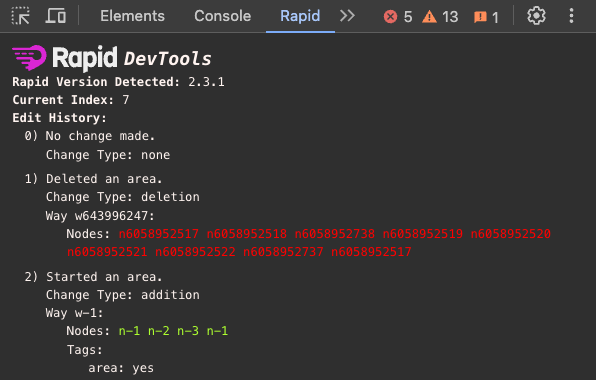 Elements Console Rapid 5 13 1
Rapid DevTools
Rapid Version Detected: 2.3.1
Current Index: 7
Edit History:
0) No change made.
Change Type: none
1) Deleted an area.
Change Type: deletion
Way w643996247:
Nodes: n6058952517 n6058952518 n6058952738 n6058952519 n6058952520
n6058952521 n6058952522 n6058952737 n6058952517
2) Started an area.
Change Type: addition
Way w-1:
Nodes: n-1 n-2 n-3 n-1
Tags:
area: yes